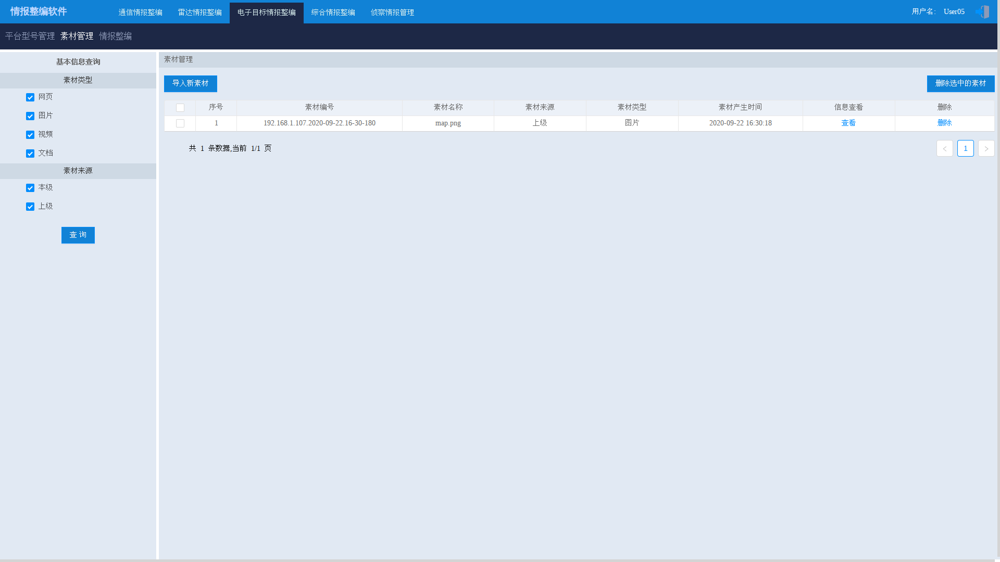 情报整编软件 通信情报整编 雷达情报整编 电子目标情报整编 综合情报整编 侦察情报管理 用户名: User05
平台型号管理 素材管理 情报整编
基本信息查询
素材类型
网页
图片
视频
文档
素材来源
本级
上级
查 询
素材管理
导入新素材 删除选中的素材
序号 素材编号 素材名称 素材来源 素材类型 素材产生时间 信息查看 删除
1 192.168.1.107.2020-09-22.16-30-180 map.png 上级 图片 2020-09-22 16:30:18 查看 删除
共 1 条数据,当前 1/1 页 < 1 >